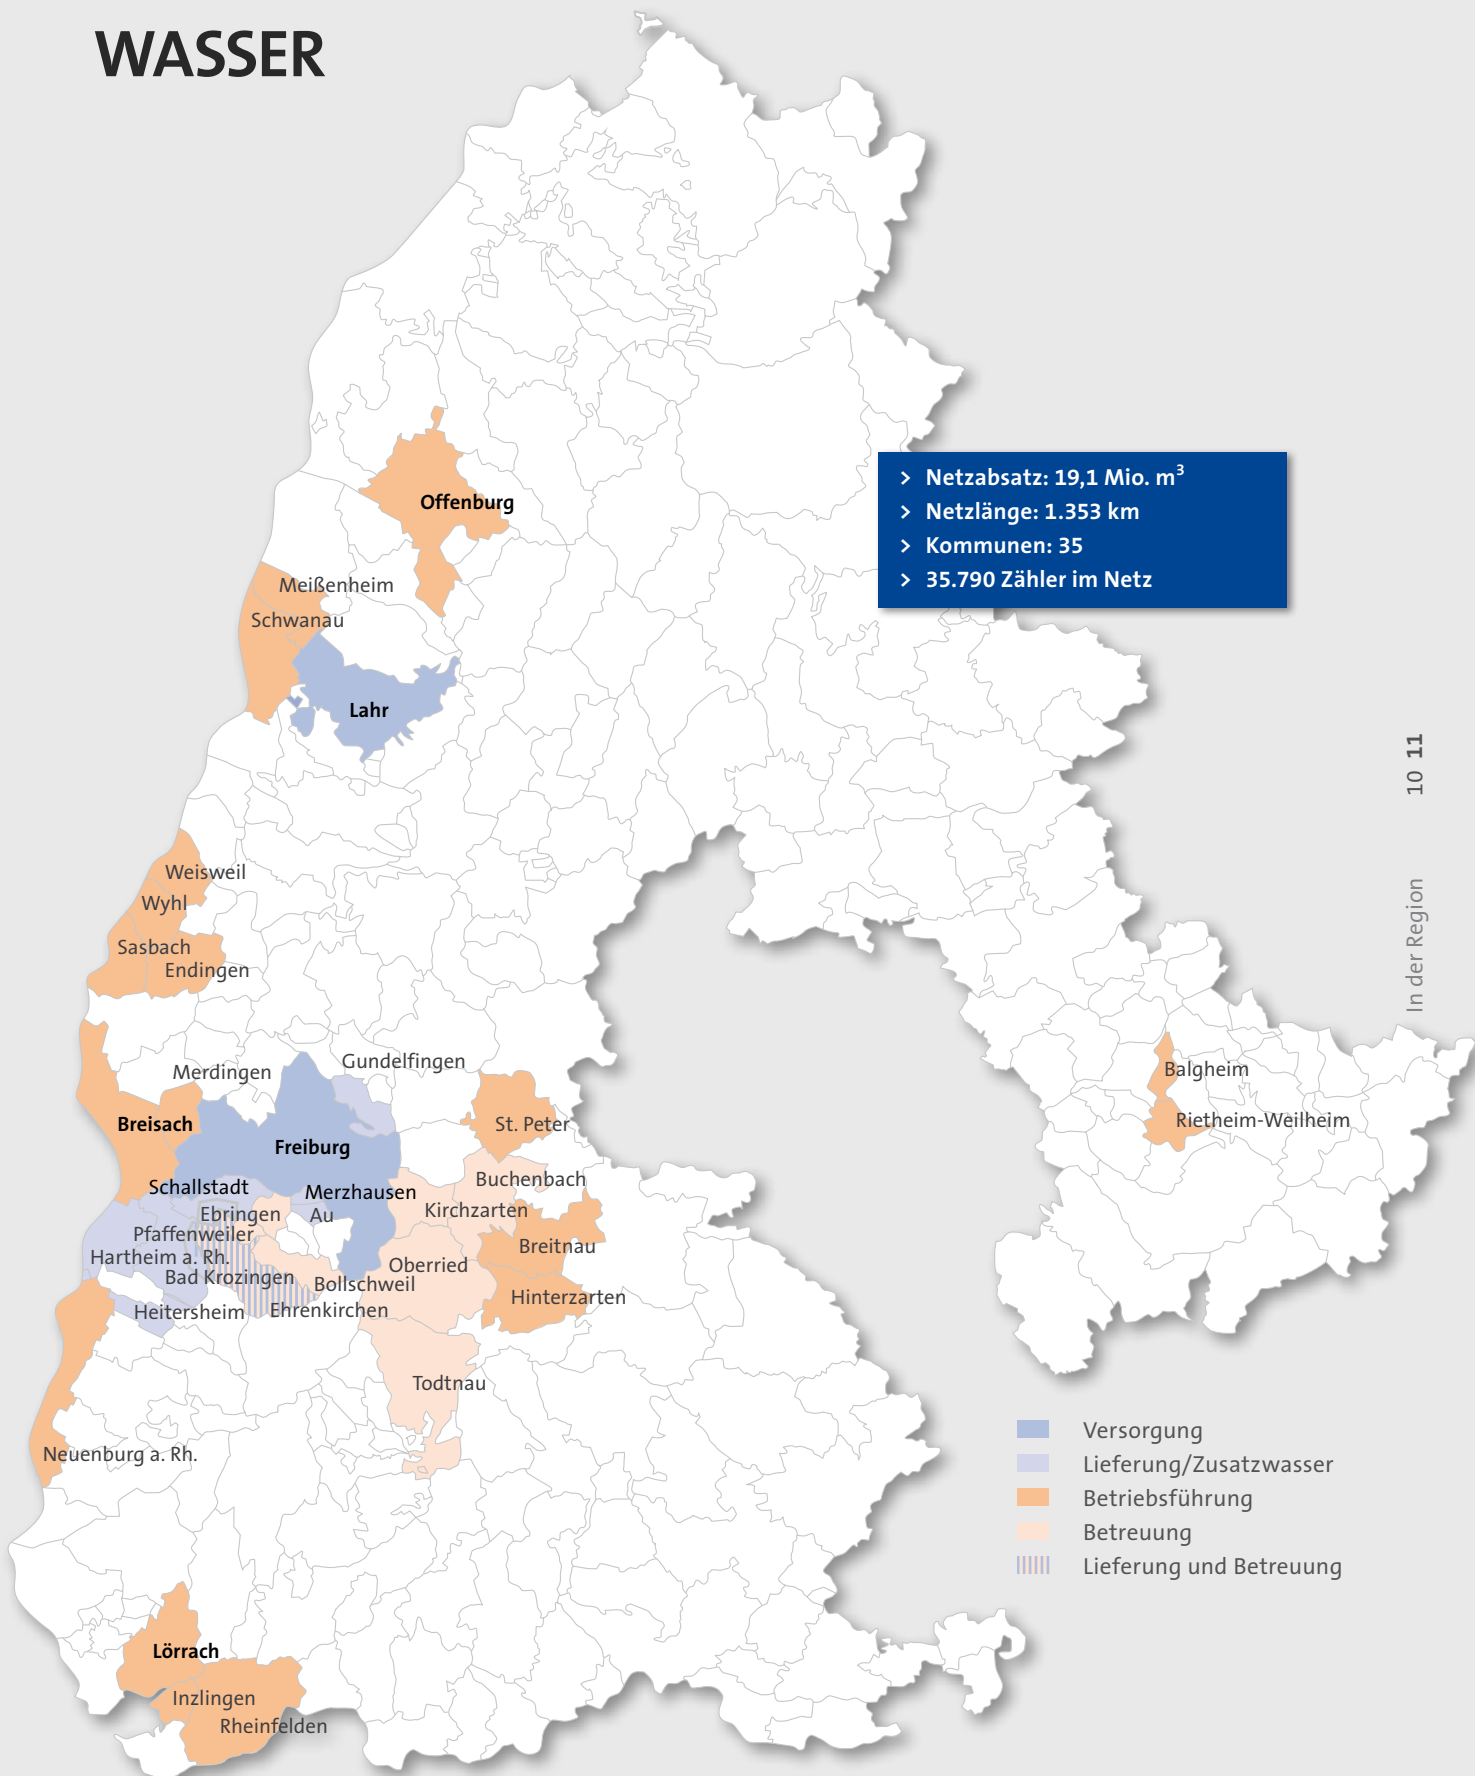 WASSER
> Netzabsatz: 19,1 Mio. m³
> Netzlänge: 1.353 km
> Kommunen: 35
> 35.790 Zähler im Netz
Offenburg
Meißenheim
Schwanau
Lahr
Weisweil
Wyhl
Sasbach
Endingen
Merdingen
Gundelfingen
Breisach
Freiburg
St. Peter
Schallstadt
Merzhausen
Buchenbach
Ebringen
Au
Kirchzarten
Pfaffenweiler
Breitnau
Hartheim a. Rh.
Oberried
Bad Krozingen
Bollschweil
Heitersheim
Ehrenkirchen
Hinterzarten
Todtnau
Neuenburg a. Rh.
Lörrach
Inzlingen
Rheinfelden
Balgheim
Rietheim-Weilheim
Versorgung
Lieferung/Zusatzwasser
Betriebsführung
Betreuung
Lieferung und Betreuung
In der Region 10 11